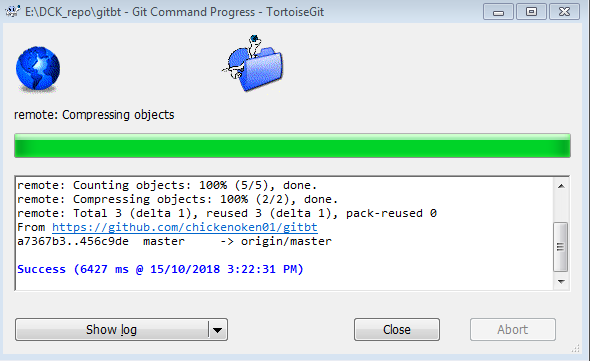 E:\DCK_repo\gitbt - Git Command Progress - TortoiseGit
remote: Compressing objects
remote: Counting objects: 100% (5/5), done.
remote: Compressing objects: 100% (2/2), done.
remote: Total 3 (delta 1), reused 3 (delta 1), pack-reused 0
From https://github.com/chickenoken01/gitbt
a7367b3..456c9de  master     -> origin/master
Success (6427 ms @ 15/10/2018 3:22:31 PM)
Show log
Close
Abort